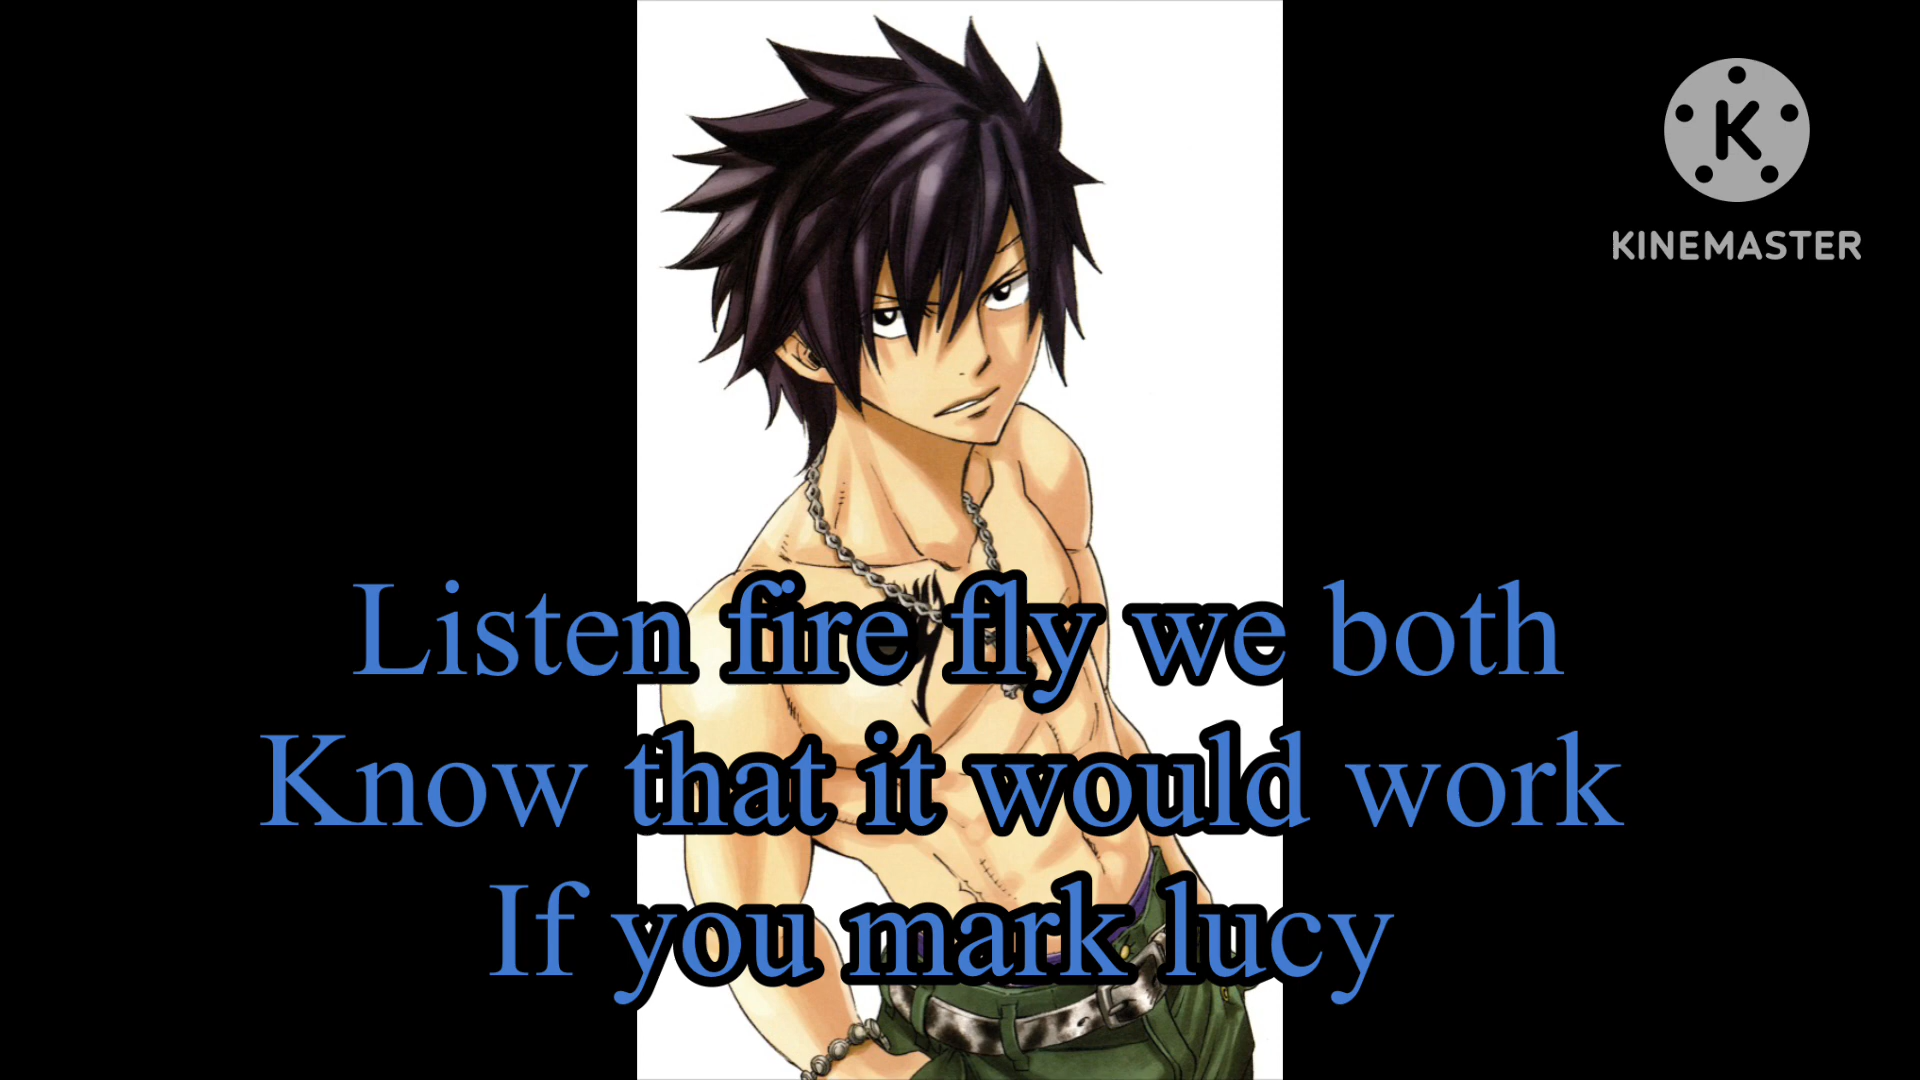 K
KINEMASTER
Listen fire fly we both
Know that it would work
If you mark lucy